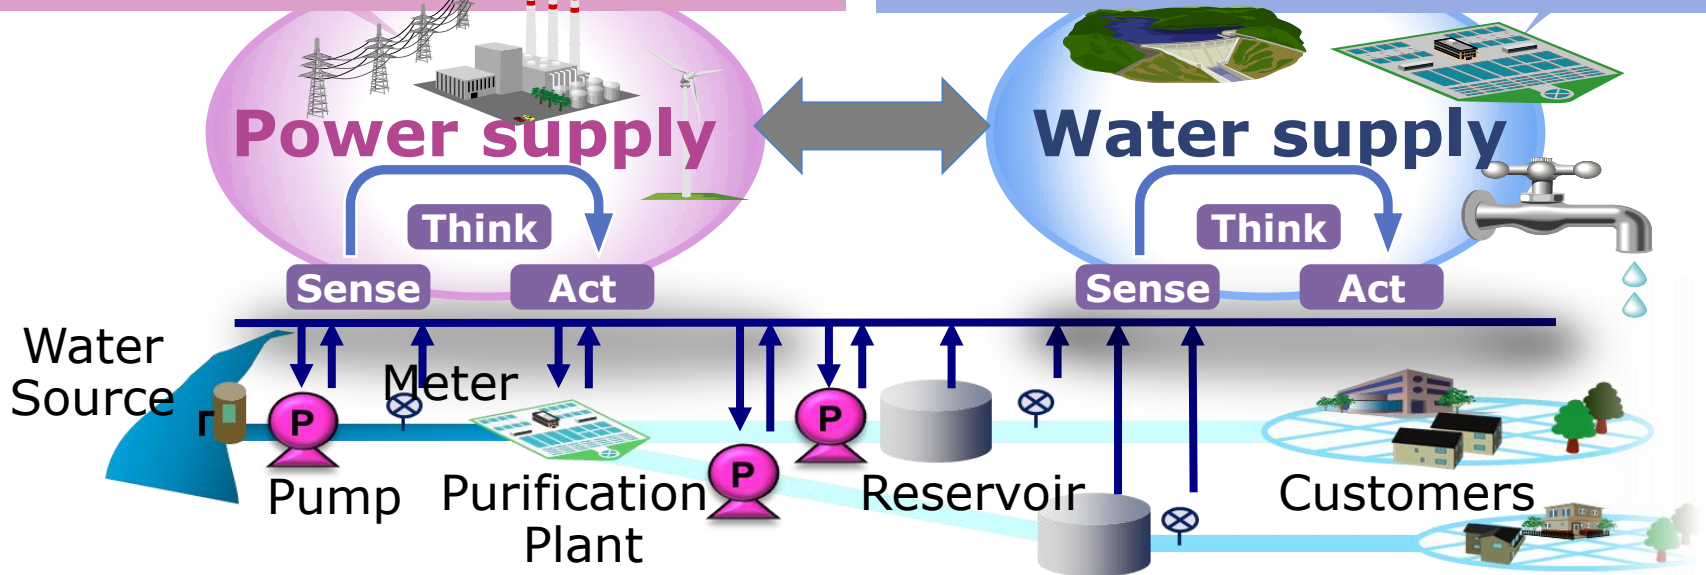 Power supply
Water supply
Think
Think
Sense
Act
Sense
Act
Water
Source
Meter
P
P
P
Pump
Purification
Plant
Reservoir
Customers